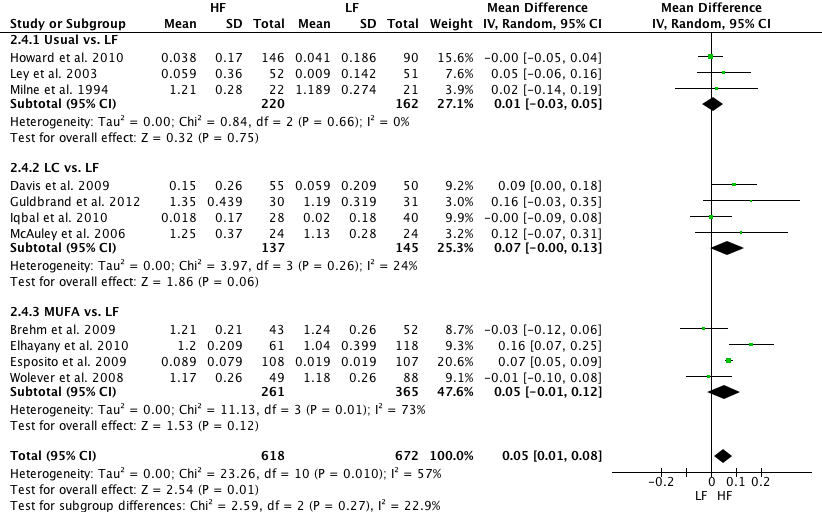 HF LF Mean Difference Mean Difference
Study or Subgroup Mean SD Total Mean SD Total Weight IV, Random, 95% CI IV, Random, 95% CI
2.4.1 Usual vs. LF
Howard et al. 2010 0.038 0.17 146 0.041 0.186 90 15.6% -0.00 [-0.05, 0.04]
Ley et al. 2003 0.059 0.36 52 0.009 0.142 51 7.6% 0.05 [-0.06, 0.16]
Milne et al. 1994 1.21 0.28 22 1.189 0.274 21 3.9% 0.02 [-0.14, 0.19]
Subtotal (95% CI) 220 162 27.1% 0.01 [-0.03, 0.05]
Heterogeneity: Tau² = 0.00; Chi² = 0.84, df = 2 (P = 0.66); I² = 0%
Test for overall effect: Z = 0.32 (P = 0.75)
2.4.2 LC vs. LF
Davis et al. 2009 0.15 0.26 55 0.059 0.209 50 9.2% 0.09 [0.00, 0.18]
Guldbrand et al. 2012 1.35 0.439 30 1.19 0.319 31 3.0% 0.16 [-0.03, 0.35]
Iqbal et al. 2010 0.018 0.17 28 0.02 0.18 40 9.9% -0.00 [-0.09, 0.08]
McAuley et al. 2006 1.25 0.37 24 1.13 0.28 24 3.2% 0.12 [-0.07, 0.31]
Subtotal (95% CI) 137 145 25.3% 0.07 [-0.00, 0.13]
Heterogeneity: Tau² = 0.00; Chi² = 3.97, df = 3 (P = 0.26); I² = 24%
Test for overall effect: Z = 1.86 (P = 0.06)
2.4.3 MUFA vs. LF
Brehm et al. 2009 1.21 0.21 43 1.24 0.26 52 8.7% -0.03 [-0.12, 0.06]
Elhayany et al. 2010 1.2 0.209 61 1.04 0.399 118 9.3% 0.16 [0.07, 0.25]
Esposito et al. 2009 0.089 0.079 108 0.019 0.019 107 20.6% 0.07 [0.05, 0.09]
Wolever et al. 2008 1.17 0.26 49 1.18 0.26 88 9.1% -0.01 [-0.10, 0.08]
Subtotal (95% CI) 261 365 47.6% 0.05 [-0.01, 0.12]
Heterogeneity: Tau² = 0.00; Chi² = 11.13, df = 3 (P = 0.01); I² = 73%
Test for overall effect: Z = 1.53 (P = 0.12)
Total (95% CI) 618 672 100.0% 0.05 [0.01, 0.08]
Heterogeneity: Tau² = 0.00; Chi² = 23.26, df = 10 (P = 0.010); I² = 57%
Test for overall effect: Z = 2.54 (P = 0.01)
Test for subgroup differences: Chi² = 2.59, df = 2 (P = 0.27), I² = 22.9%
-0.2 0 0.1 0.2
LF HF